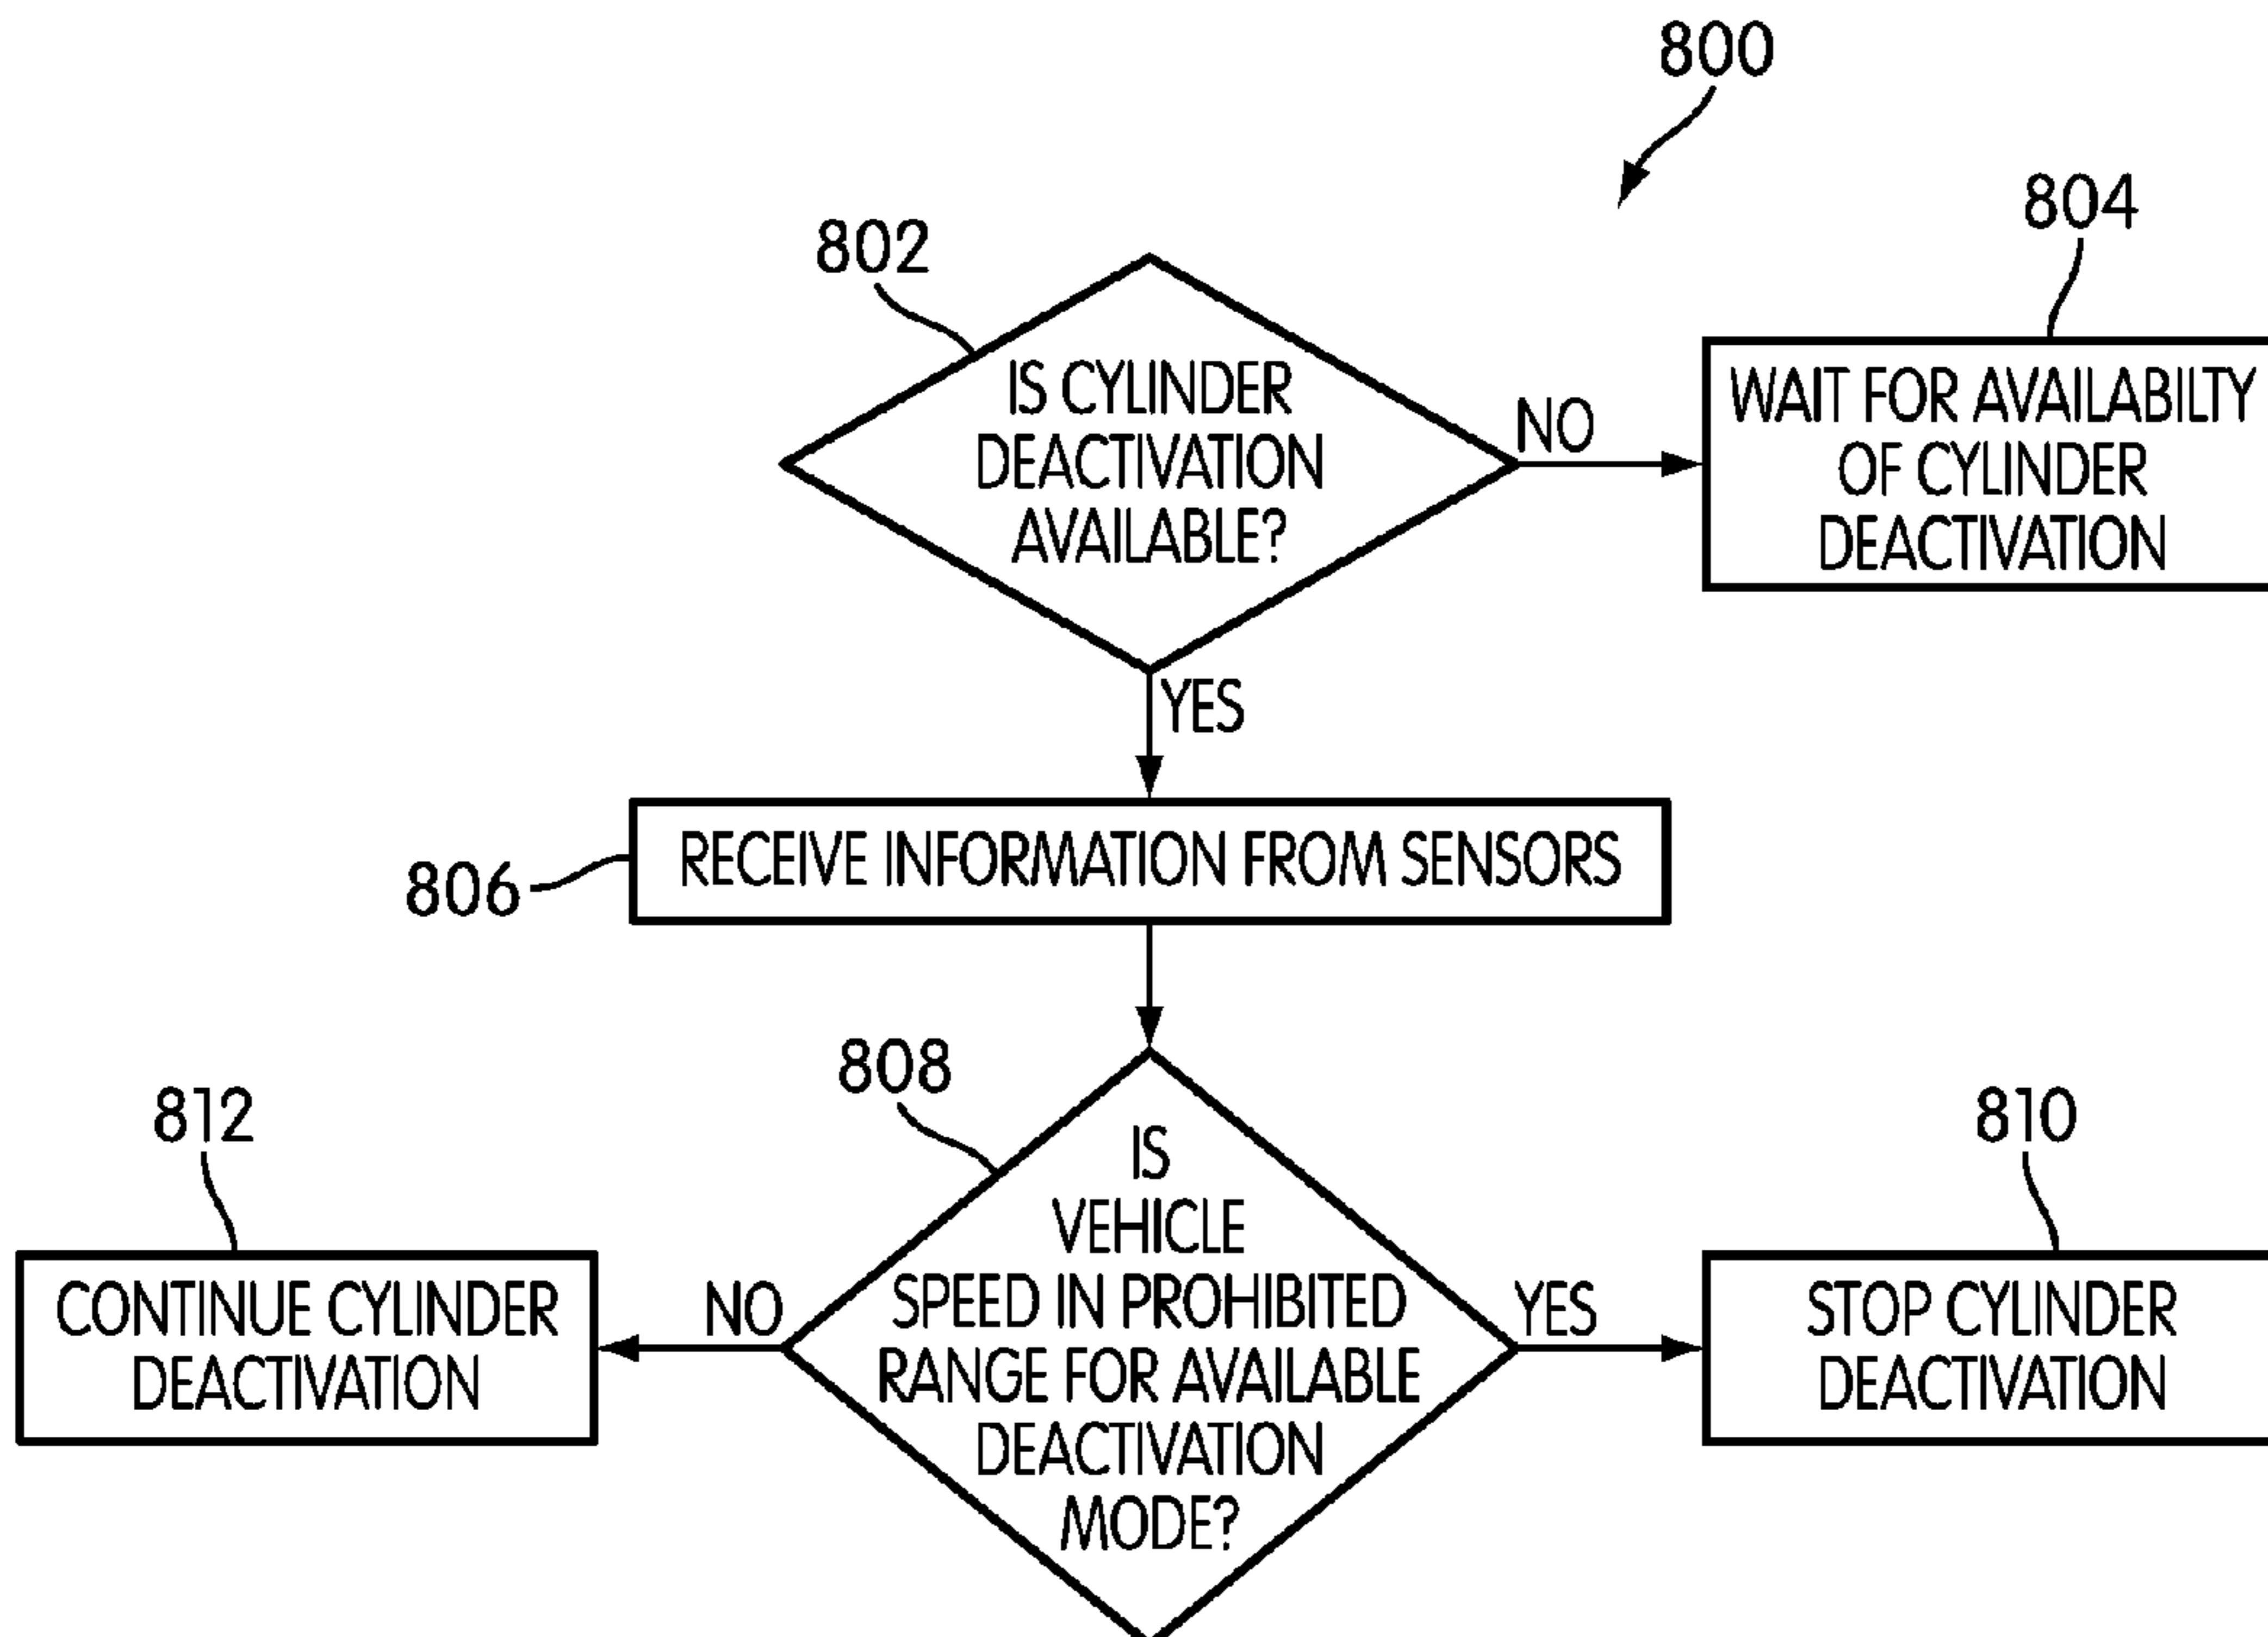 800
802
804
IS CYLINDER
DEACTIVATION
AVAILABLE?
NO
WAIT FOR AVAILABILTY
OF CYLINDER
DEACTIVATION
YES
806
RECEIVE INFORMATION FROM SENSORS
808
812
810
IS
VEHICLE
SPEED IN PROHIBITED
RANGE FOR AVAILABLE
DEACTIVATION
MODE?
NO
CONTINUE CYLINDER
DEACTIVATION
YES
STOP CYLINDER
DEACTIVATION